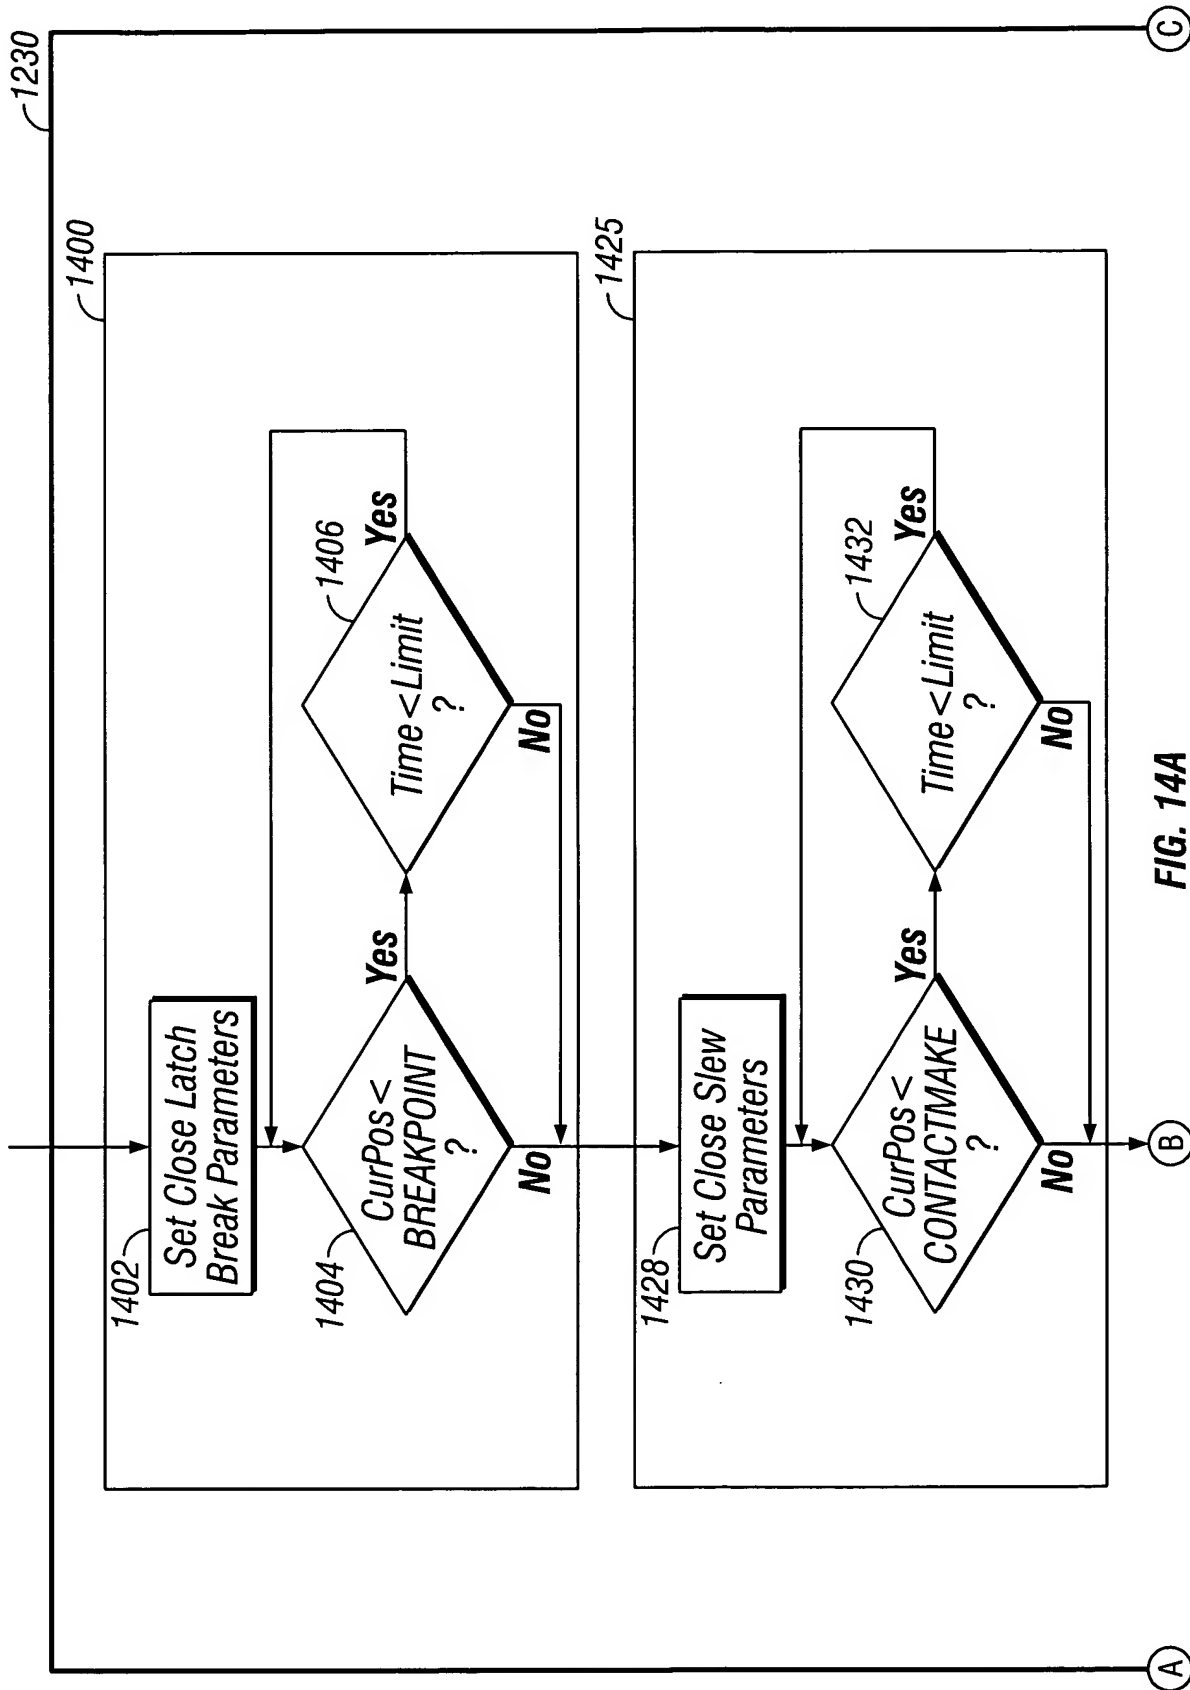 1230
1400
1402
Set Close Latch
Break Parameters
1404
CurPos <
BREAKPOINT
?
Yes
No
1406
Time < Limit
?
Yes
No
1425
1428
Set Close Slew
Parameters
1430
CurPos <
CONTACTMAKE
?
Yes
No
1432
Time < Limit
?
Yes
No
A
B
C
FIG. 14A